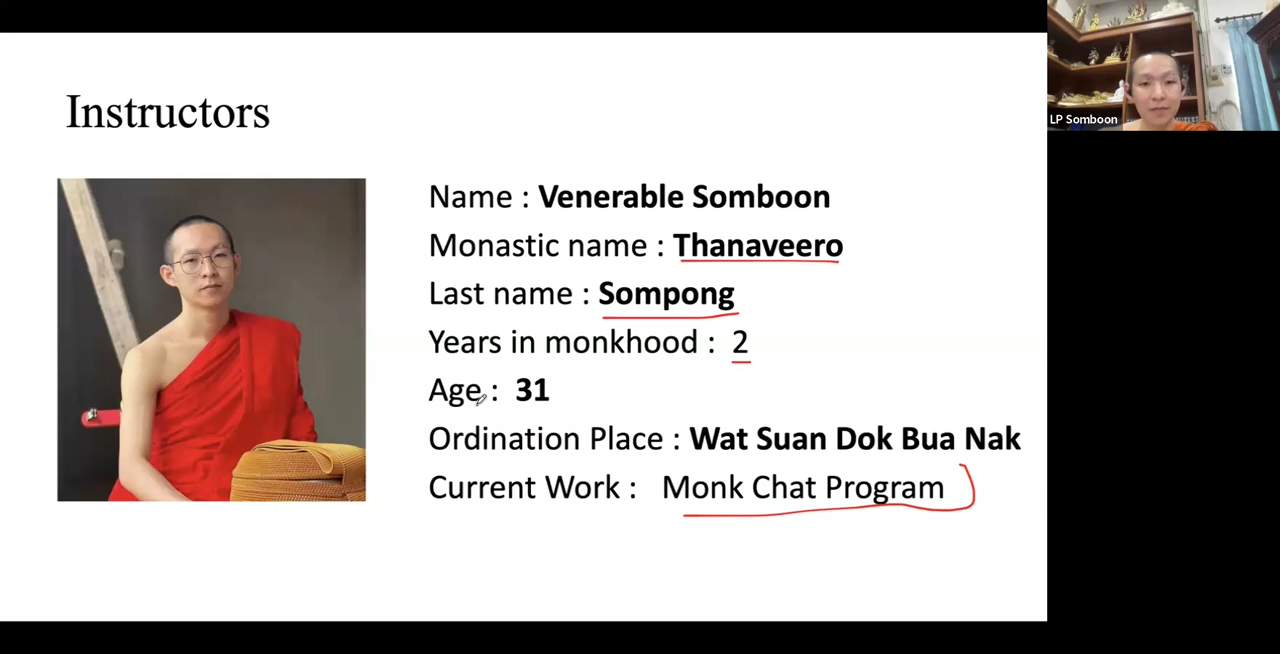 Instructors
Name : Venerable Somboon
Monastic name : Thanaveero
Last name : Sompong
Years in monkhood : 2
Age : 31
Ordination Place : Wat Suan Dok Bua Nak
Current Work : Monk Chat Program
LP Somboon